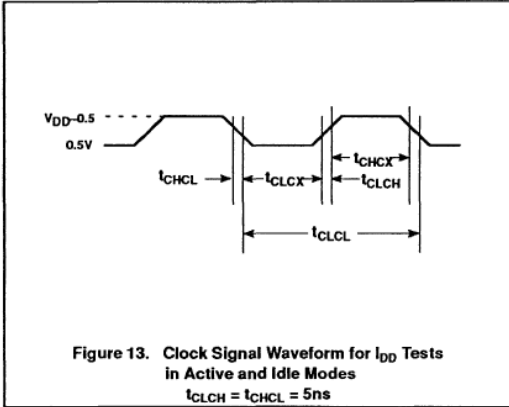 VDD–0.5
0.5V
tCHCX
tCHCL
tCLCX
tCLCH
tCLCL
Figure 13. Clock Signal Waveform for IDD Tests
in Active and Idle Modes
tCLCH = tCHCL = 5ns